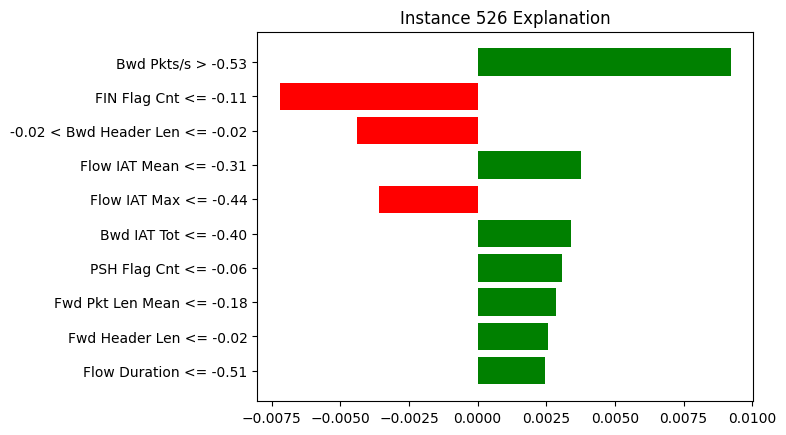 Instance 526 Explanation
Bwd Pkts/s > -0.53
FIN Flag Cnt <= -0.11
-0.02 < Bwd Header Len <= -0.02
Flow IAT Mean <= -0.31
Flow IAT Max <= -0.44
Bwd IAT Tot <= -0.40
PSH Flag Cnt <= -0.06
Fwd Pkt Len Mean <= -0.18
Fwd Header Len <= -0.02
Flow Duration <= -0.51
−0.0075 −0.0050 −0.0025 0.0000 0.0025 0.0050 0.0075 0.0100